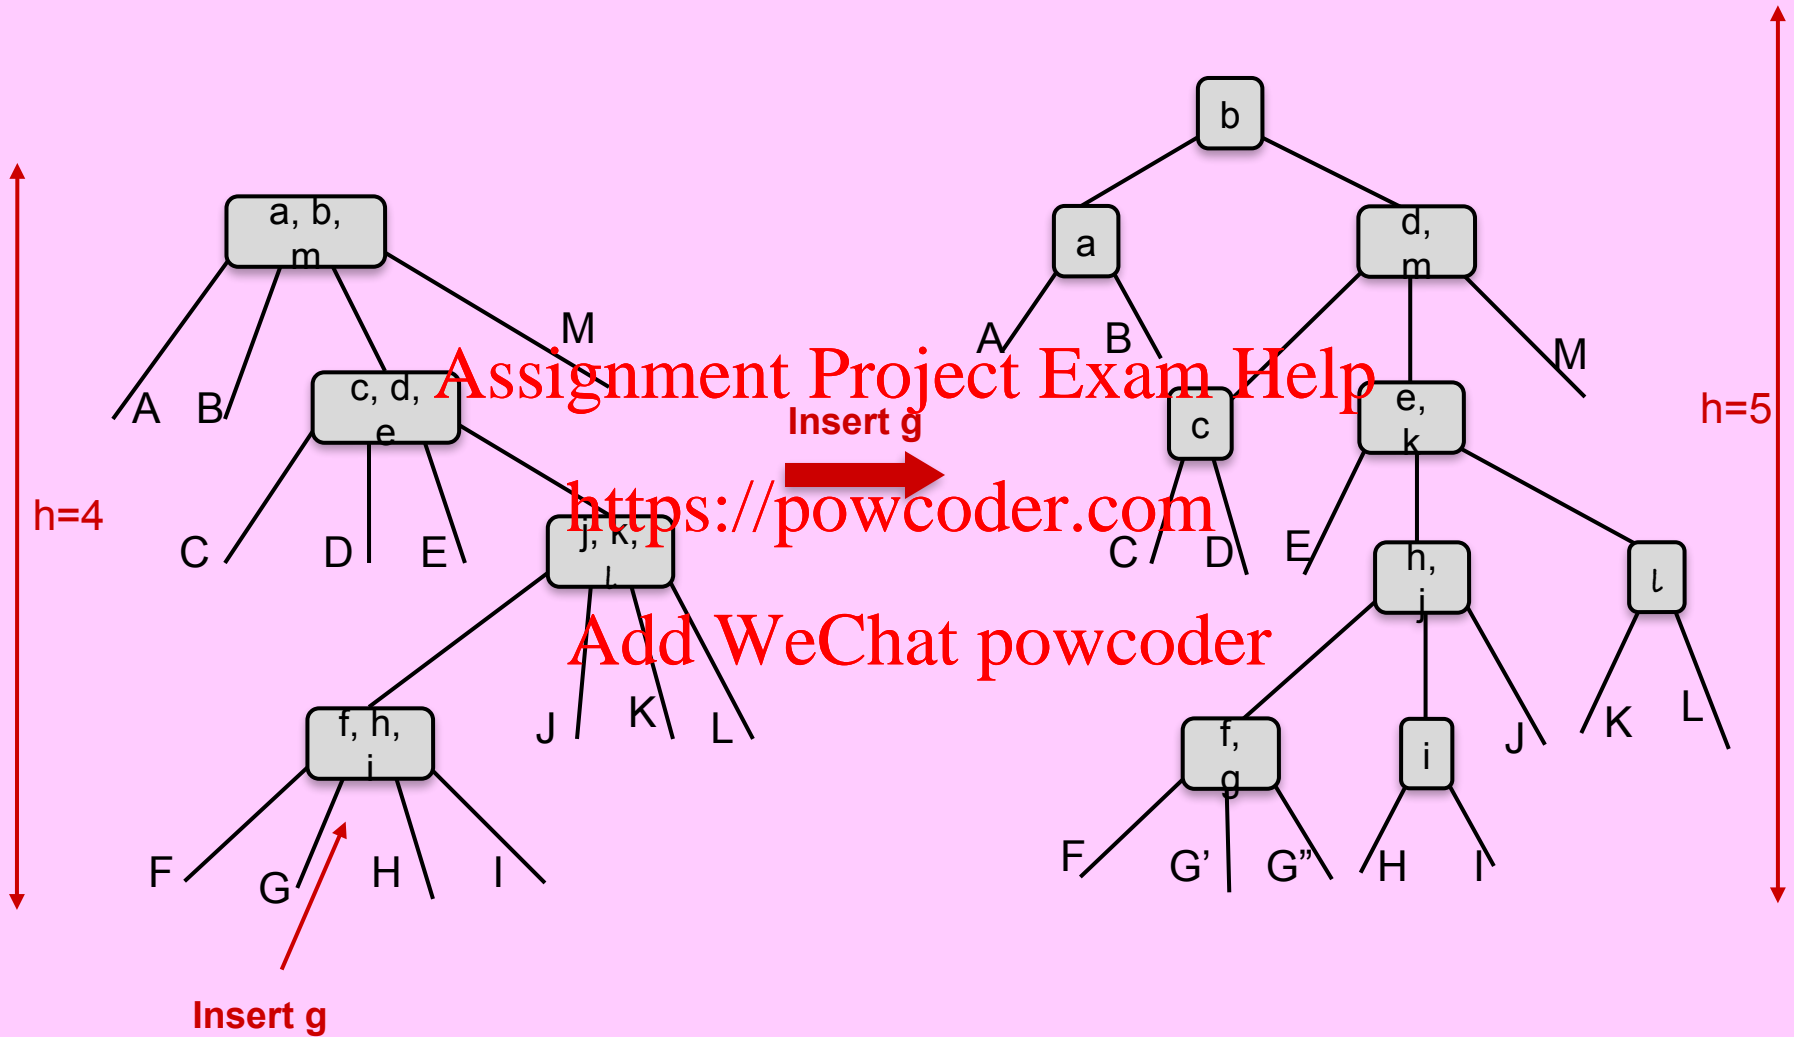 b
a, b,
m
a
d,
m
M
A
B
M
A
B
c, d,
e
Assignment Project Exam Help
Insert g
c
e,
k
h=5
h=4
C
D
E
j, k,
l
https://powcoder.com
C
D
E
h,
j
l
Add WeChat powcoder
f, h,
i
J
K
L
f,
g
i
J
K
L
F
G
H
I
F
G’
G”
H
I
Insert g